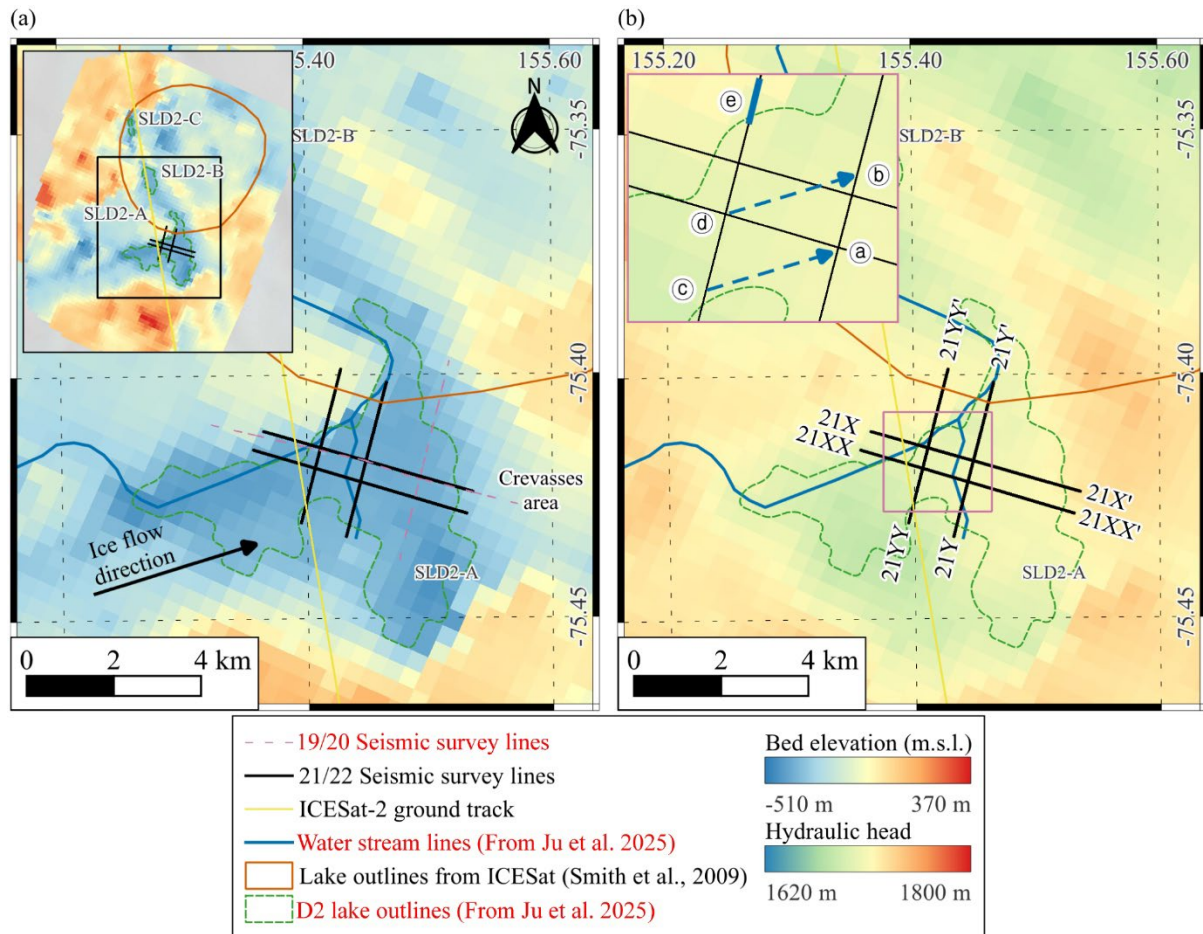 (a)
(b)
155.40
155.60
155.20
155.40
155.60
N
-75.35
-75.40
-75.45
-75.35
-75.40
-75.45
SLD2-C
SLD2-B
SLD2-A
SLD2-B
Crevasses
area
Ice flow
direction
SLD2-A
0 2 4 km
ⓔ
ⓑ
ⓓ
ⓐ
ⓒ
SLD2-B
21YY'
21Y'
21X
21XX
21X'
21XX'
21YY
21Y
SLD2-A
0 2 4 km
19/20 Seismic survey lines
21/22 Seismic survey lines
ICESat-2 ground track
Water stream lines (From Ju et al. 2025)
Lake outlines from ICESat (Smith et al., 2009)
D2 lake outlines (From Ju et al. 2025)
Bed elevation (m.s.l.)
-510 m 370 m
Hydraulic head
1620 m 1800 m